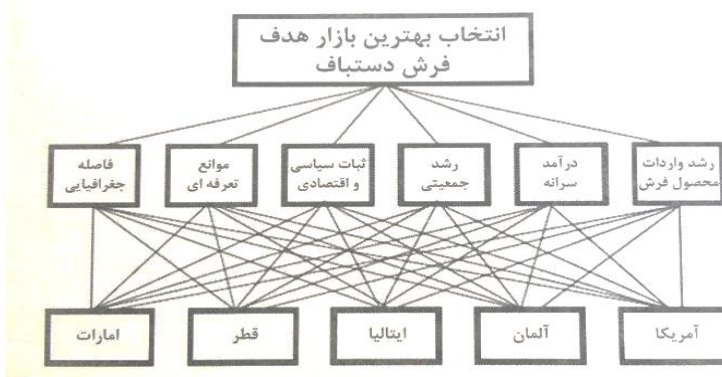 انتخاب بهترین بازار هدف
فرش دستباف
رشد واردات
محصول فرش
درآمد
سرانه
رشد
جمعیتی
ثبات سیاسی
و اقتصادی
موانع
تعرفه ای
فاصله
جغرافیایی
آمریکا
آلمان
ایتالیا
قطر
امارات